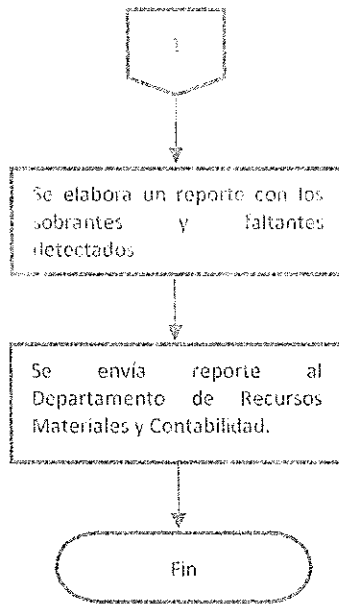 1
Se elabora un reporte con los
sobrantes y faltantes
detectados
Se envía reporte al
Departamento de Recursos
Materiales y Contabilidad.
Fin